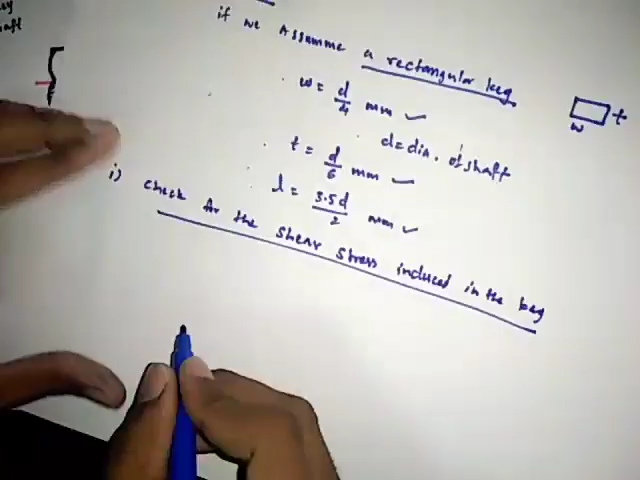 if we Assumme a rectangular key
w = d/4 mm ✓
t
w
d = dia. of shaft
t = d/6 mm ✓
l = 3.5d/2 mm ✓
i) check for the shear stress induced in the key